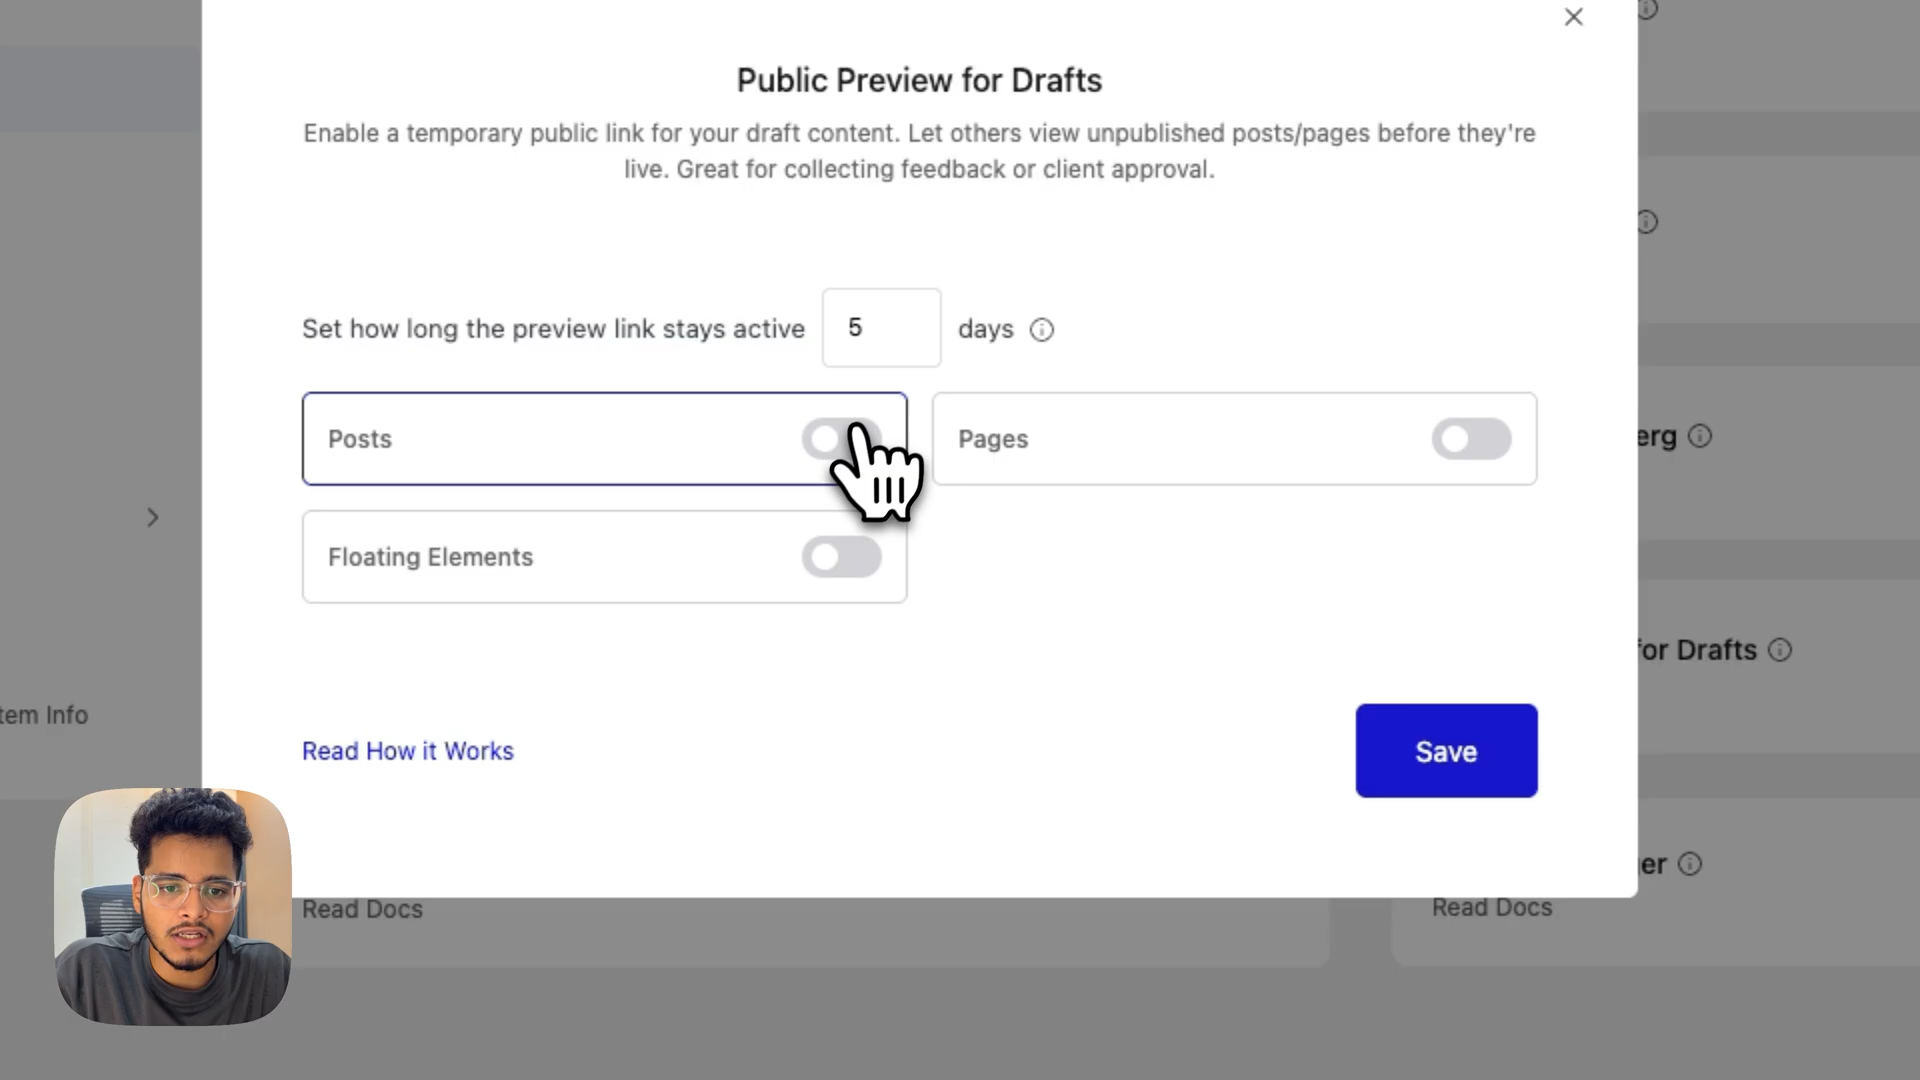 Public Preview for Drafts
Enable a temporary public link for your draft content. Let others view unpublished posts/pages before they're
live. Great for collecting feedback or client approval.
Set how long the preview link stays active 5 days
Posts
Pages
erg
Floating Elements
for Drafts
tem Info
Read How it Works
Save
er
Read Docs
Read Docs